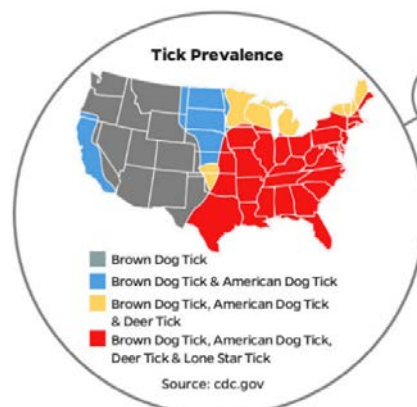 Tick Prevalence
Brown Dog Tick
Brown Dog Tick & American Dog Tick
Brown Dog Tick, American Dog Tick
& Deer Tick
Brown Dog Tick, American Dog Tick,
Deer Tick & Lone Star Tick
Source: cdc.gov